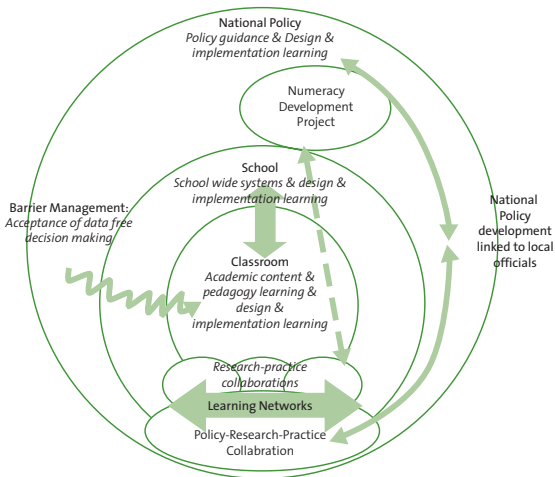 National Policy
Policy guidance & Design &
implementation learning
Numeracy
Development
Project
School
School wide systems & design &
implementation learning
Barrier Management:
Acceptance of data free
decision making
National
Policy
development
linked to local
officials
Classroom
Academic content &
pedagogy learning &
design &
implementation learning
Research-practice
collaborations
Learning Networks
Policy-Research-Practice
Collabration